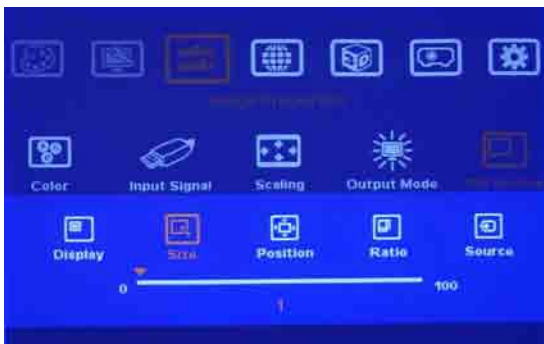 Color Input Signal Scaling Output Mode
Display Size Position Ratio Source
0 100
1